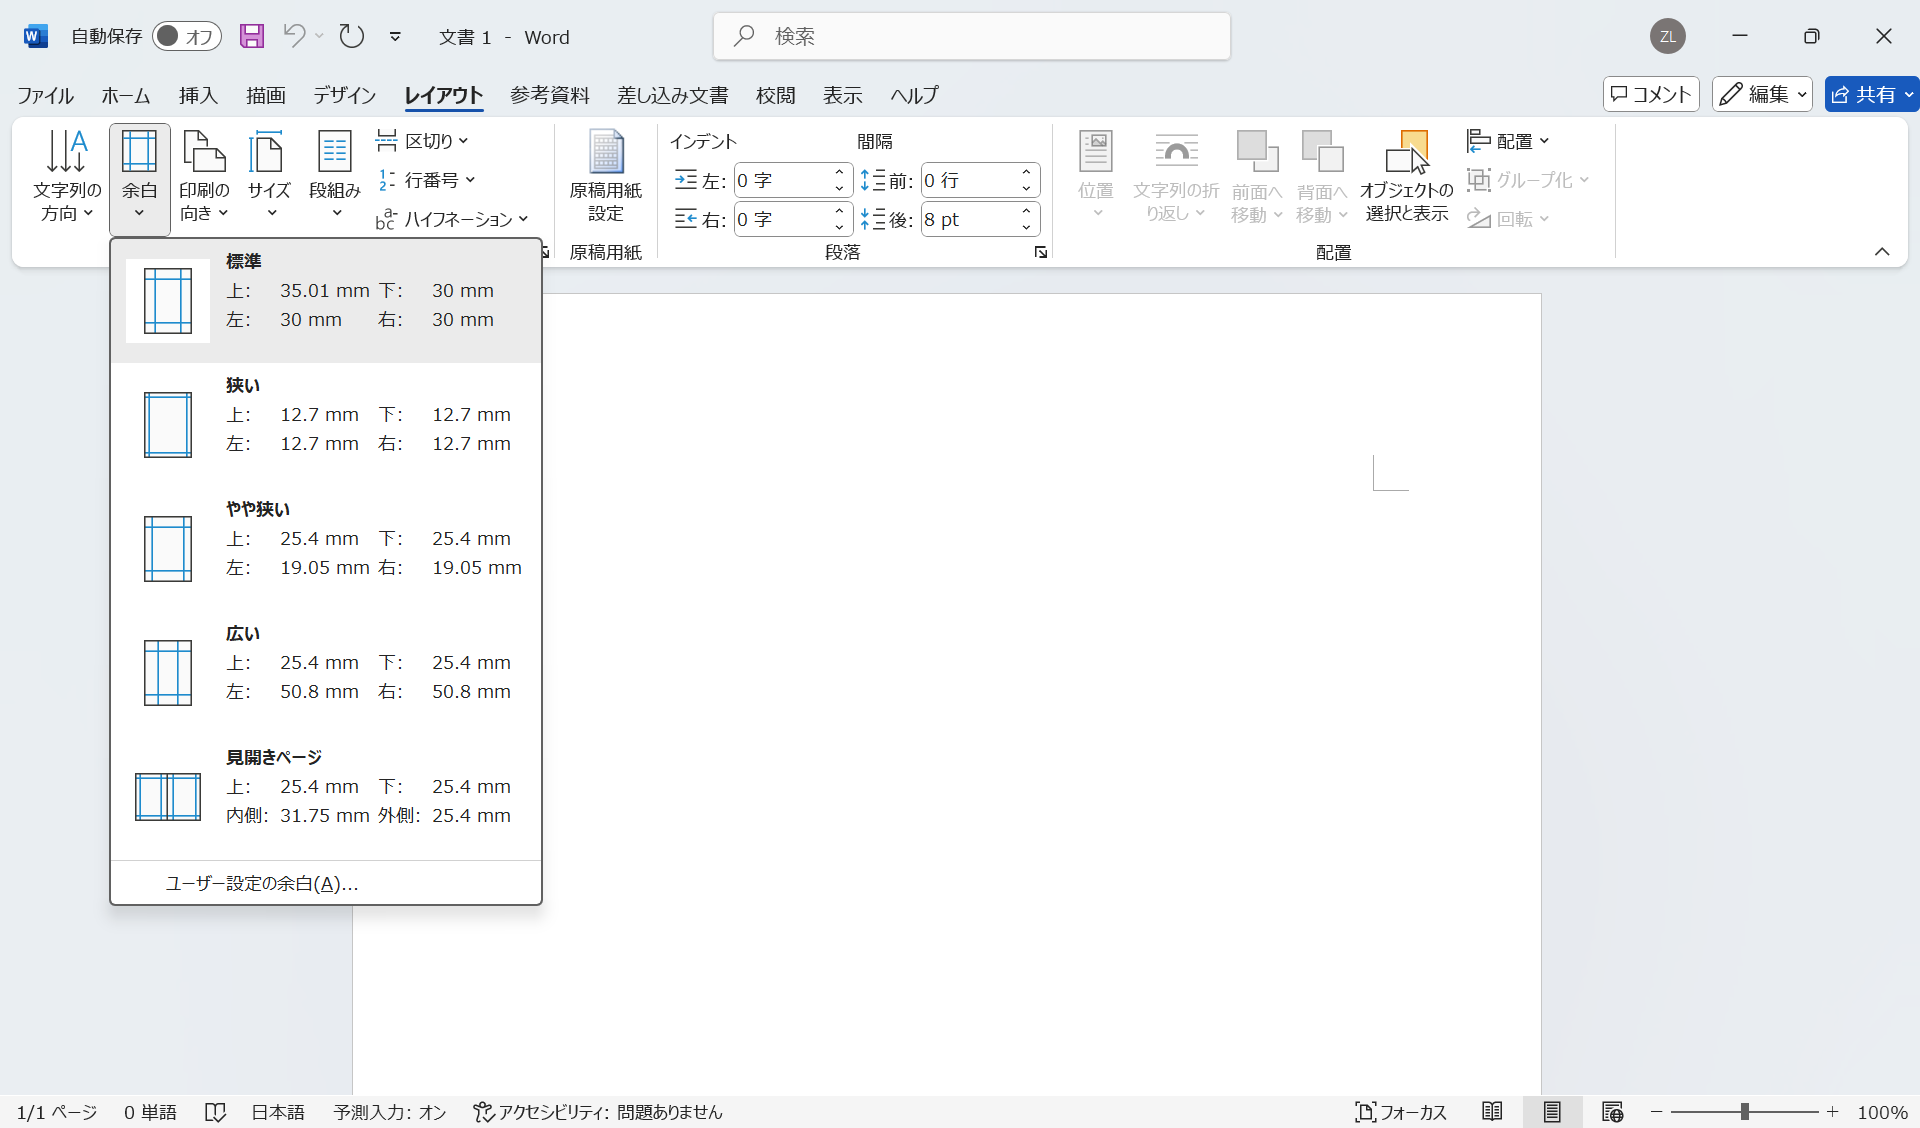 自動保存 オフ
文書 1 - Word
検索
ZL
ファイル ホーム 挿入 描画 デザイン レイアウト 参考資料 差し込み文書 校閲 表示 ヘルプ
コメント 編集 共有
文字列の
方向
余白
印刷の
向き
サイズ
段組み
区切り
行番号
ハイフネーション
原稿用紙
設定
原稿用紙
インデント
左: 0 字
右: 0 字
間隔
前: 0 行
後: 8 pt
段落
位置
文字列の折
り返し
前面へ
移動
背面へ
移動
オブジェクトの
選択と表示
配置
グループ化
回転
配置
標準
上: 35.01 mm 下: 30 mm
左: 30 mm 右: 30 mm
狭い
上: 12.7 mm 下: 12.7 mm
左: 12.7 mm 右: 12.7 mm
やや狭い
上: 25.4 mm 下: 25.4 mm
左: 19.05 mm 右: 19.05 mm
広い
上: 25.4 mm 下: 25.4 mm
左: 50.8 mm 右: 50.8 mm
見開きページ
上: 25.4 mm 下: 25.4 mm
内側: 31.75 mm 外側: 25.4 mm
ユーザー設定の余白(A)...
1/1 ページ 0 単語 日本語 予測入力: オン アクセシビリティ: 問題ありません フォーカス 100%